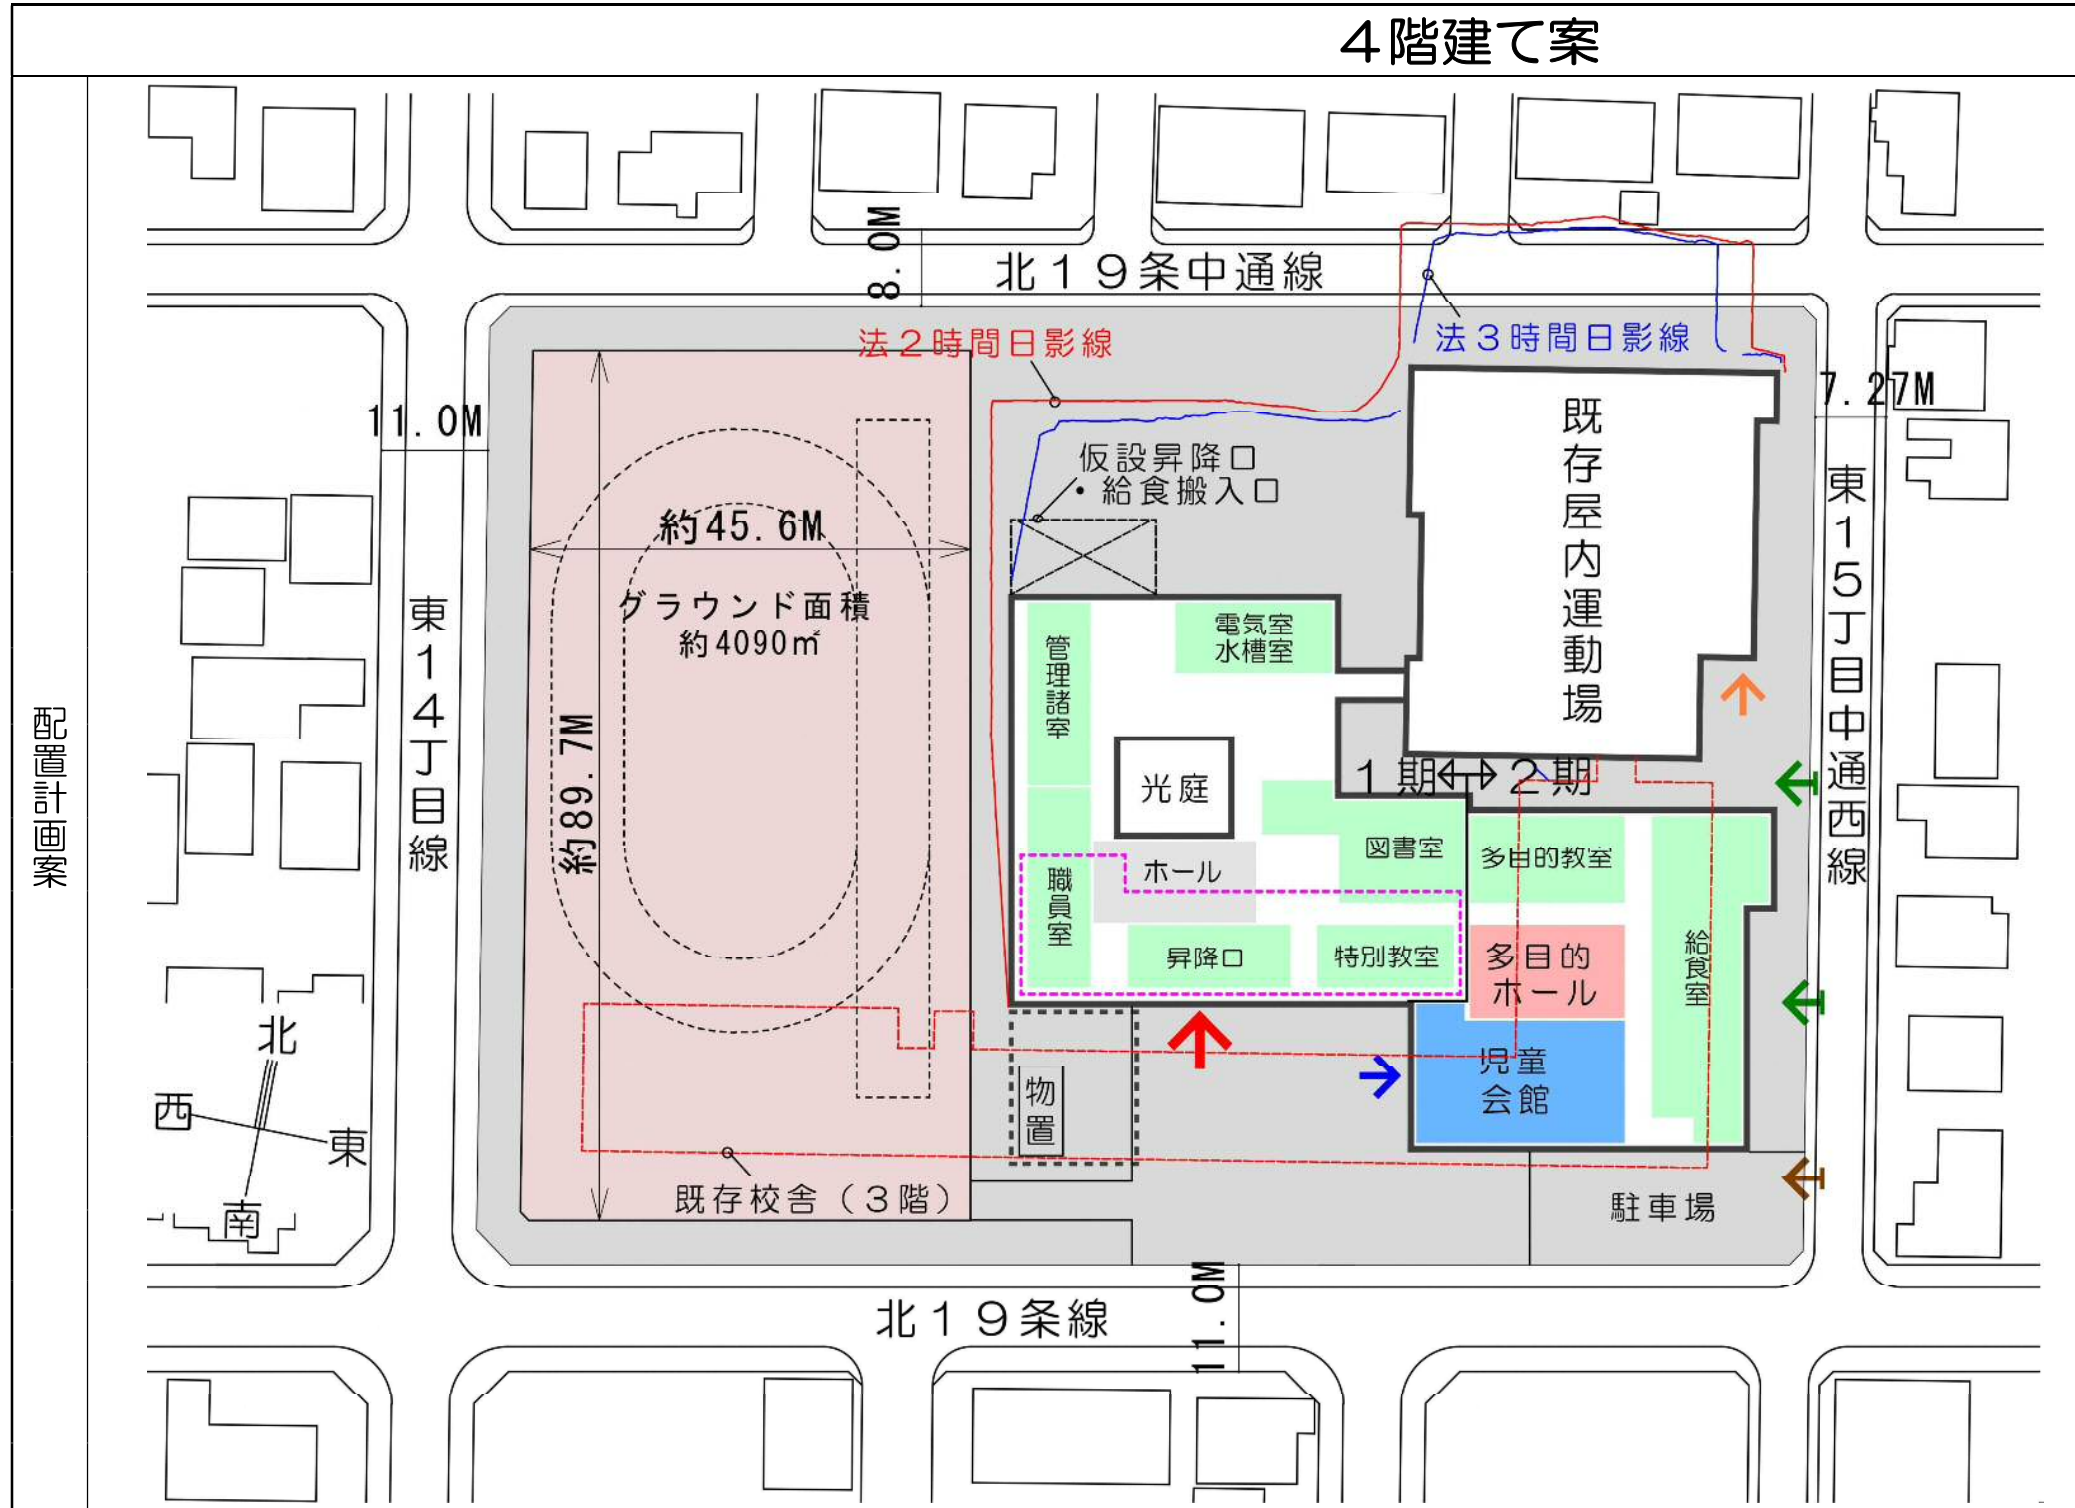 4階建て案
配置計画案
8.0M
北19条中通線
法2時間日影線
法3時間日影線
11.0M
7.27M
仮設昇降口
・給食搬入口
既存屋内運動場
東15丁目中通西線
約45.6M
グラウンド面積
約4090㎡
約89.7M
東14丁目線
管理諸室
電気室
水槽室
光庭
1期
2期
図書室
多目的教室
ホール
職員室
昇降口
特別教室
多目的
ホール
給食室
児童
会館
物置
既存校舎(3階)
駐車場
北
西
東
南
北19条線
11.0M